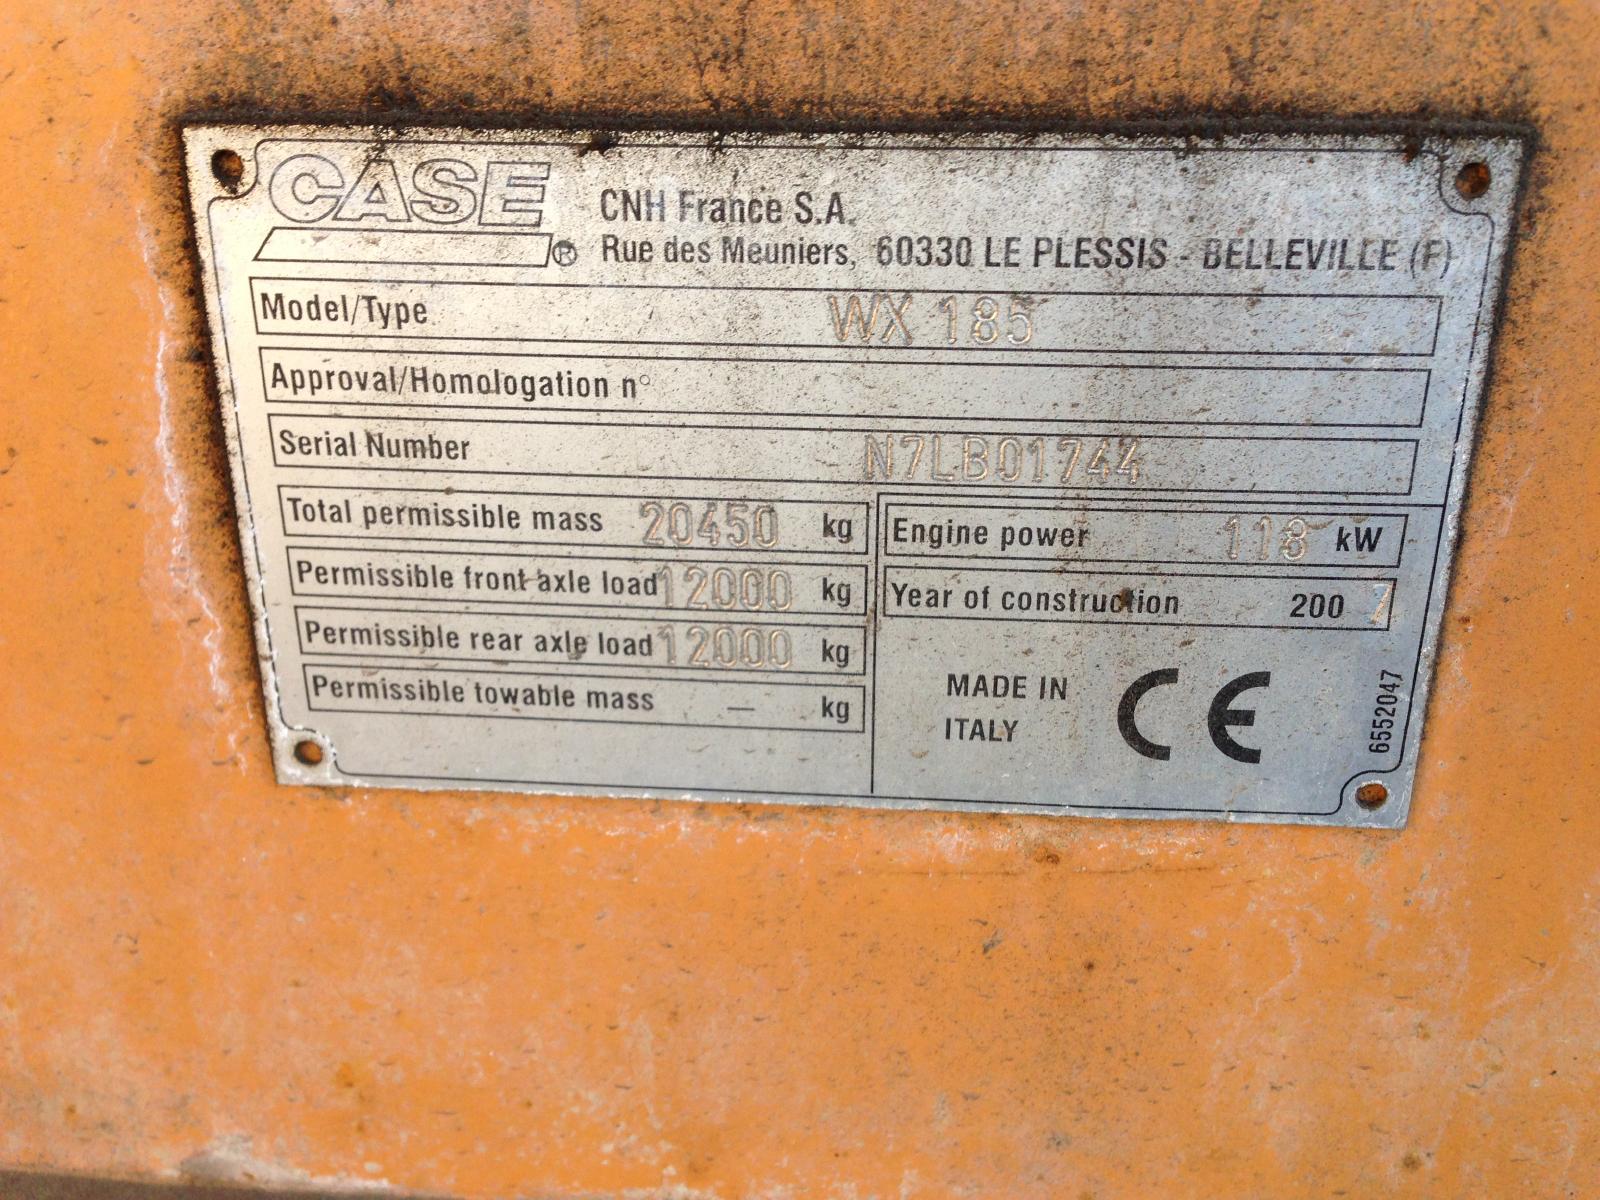 CASE ®
CNH France S.A.
Rue des Meuniers, 60330 LE PLESSIS - BELLEVILLE (F)
Model/Type WX 185
Approval/Homologation n°
Serial Number N7LB01744
Total permissible mass 20450 kg
Permissible front axle load 12000 kg
Permissible rear axle load 12000 kg
Permissible towable mass — kg
Engine power 118 kW
Year of construction 2007
MADE IN
ITALY
CE
6552047